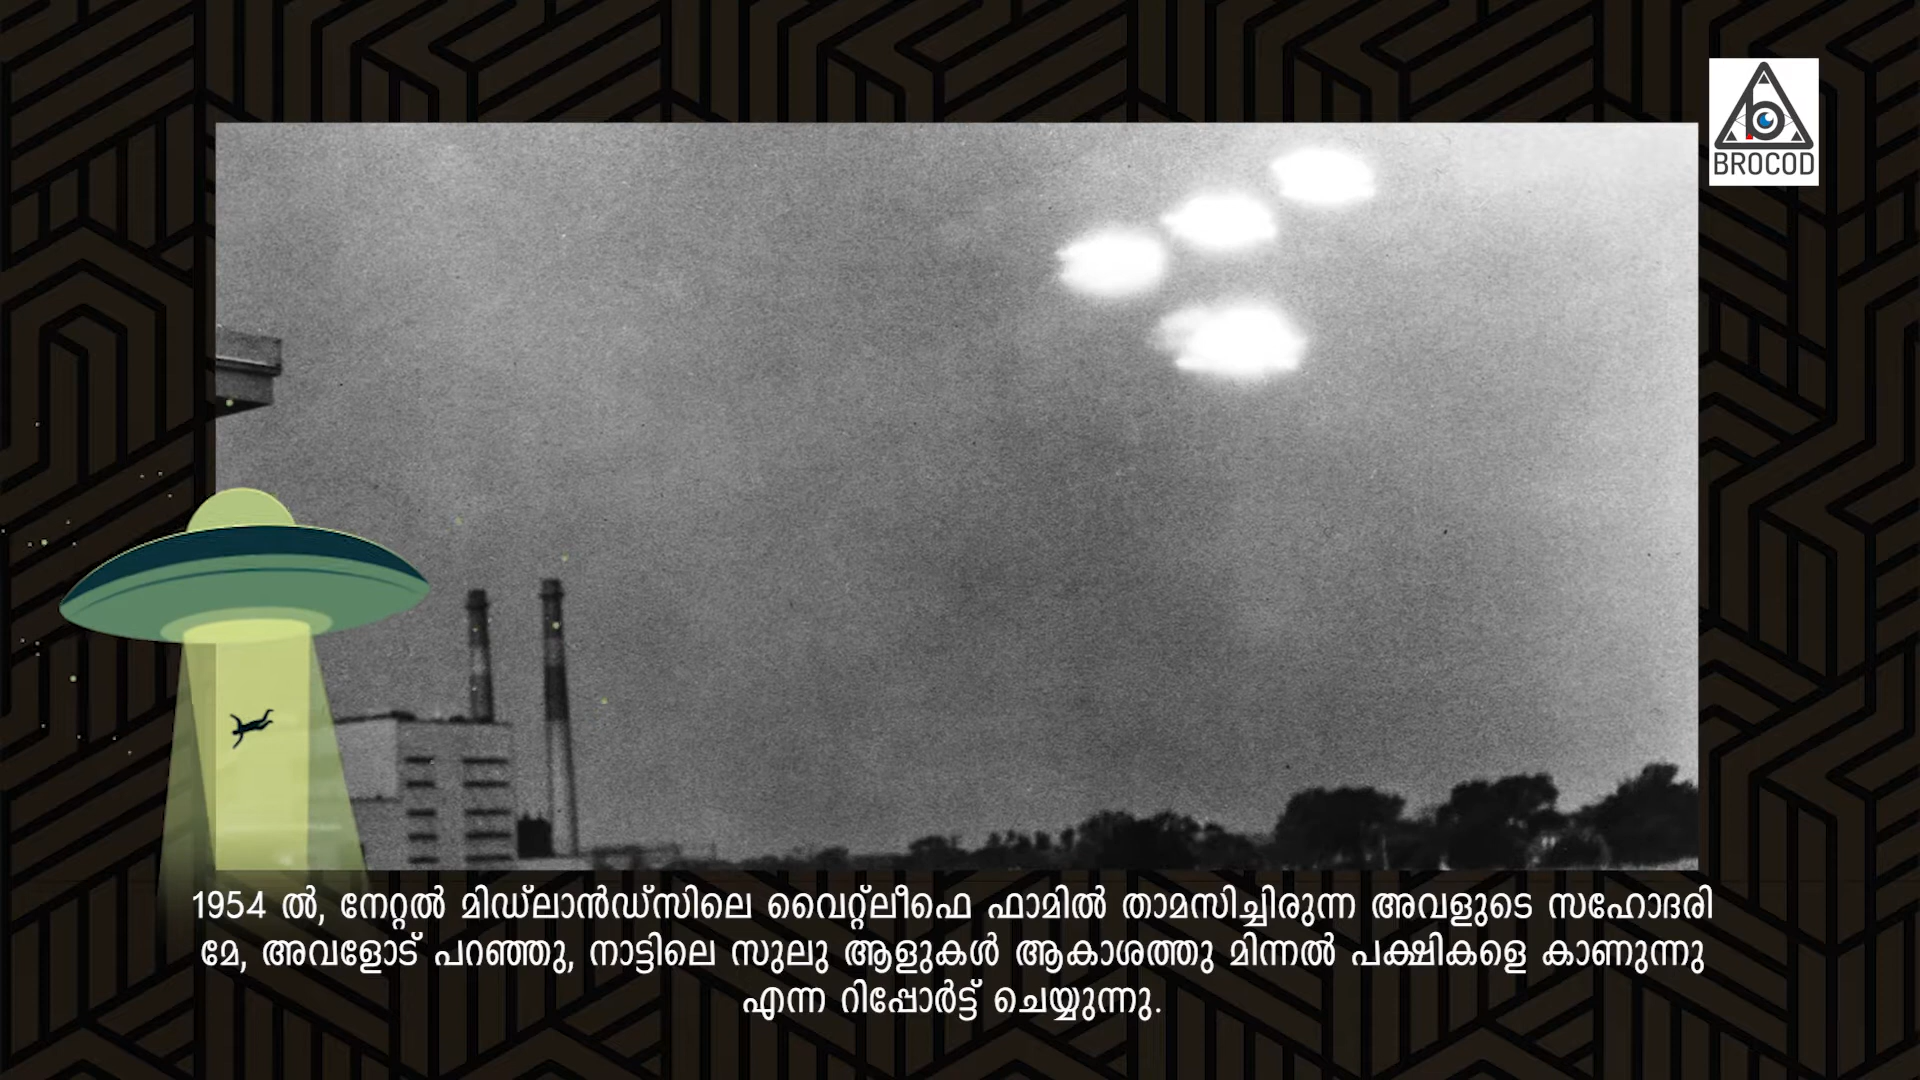 BROCOD
1954 ൽ, നേറ്റൽ മിഡ്‌ലാൻഡ്‌സിലെ വൈറ്റ്‌ലീഫെ ഫാമിൽ താമസിച്ചിരുന്ന അവളുടെ സഹോദരി
മേ, അവളോട് പറഞ്ഞു, നാട്ടിലെ സുലു ആളുകൾ ആകാശത്തു മിന്നൽ പക്ഷികളെ കാണുന്നു
എന്ന റിപ്പോർട്ട് ചെയ്യുന്നു.